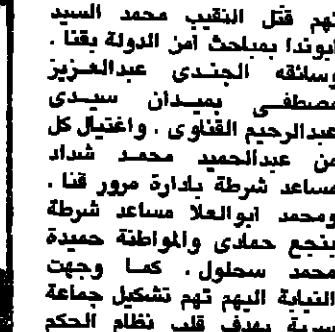 تهم قتل النقيب محمد السيد
ابوندا بمباحث امن الدولة بقنا .
وسائقه الجندى عبدالعزيز
مصطفى بميدان سيدى
عبدالرحيم القناوى . واغتيال كل
من عبدالحميد محمد شداد
مساعد شرطة بادارة مرور قنا .
ومحمد ابوالعلا مساعد شرطة
بنجع حمادى والمواطنة حميدة
محمد سحلول . كما وجهت
النيابة اليهم تهم تشكيل جماعة
سرية بهدف قلب نظام الحكم